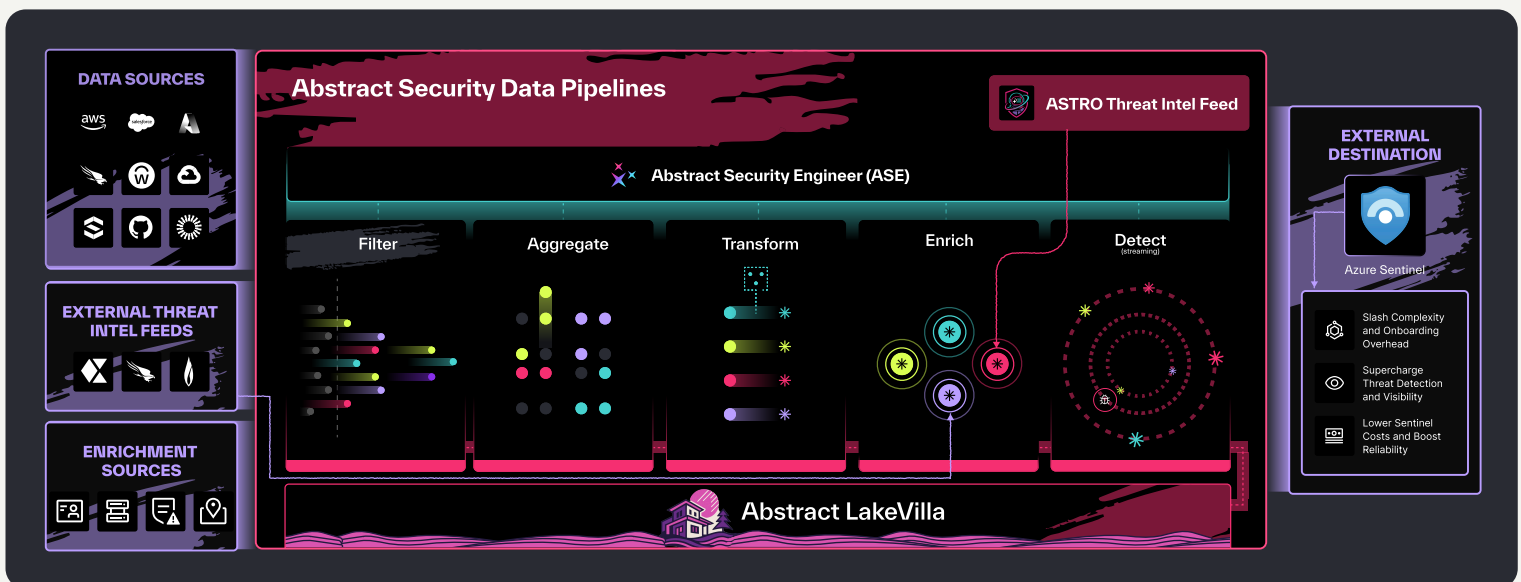 DATA SOURCES
aws
salesforce
W
EXTERNAL THREAT
INTEL FEEDS
ENRICHMENT
SOURCES
Abstract Security Data Pipelines
ASTRO Threat Intel Feed
Abstract Security Engineer (ASE)
Filter
Aggregate
Transform
Enrich
Detect
(streaming)
Abstract LakeVilla
EXTERNAL
DESTINATION
Azure Sentinel
Slash Complexity
and Onboarding
Overhead
Supercharge
Threat Detection
and Visibility
Lower Sentinel
Costs and Boost
Reliability